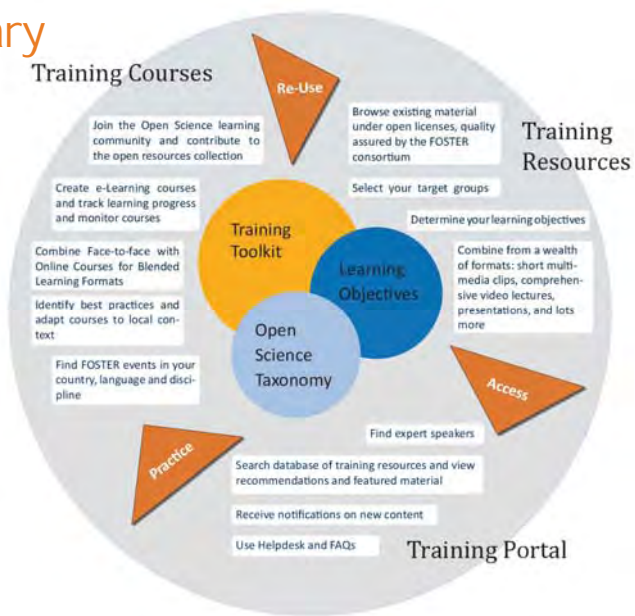 ary
Training Courses
Re-Use
Join the Open Science learning
community and contribute to
the open resources collection
Create e-Learning courses
and track learning progress
and monitor courses
Combine Face-to-face with
Online Courses for Blended
Learning Formats
Identify best practices and
adapt courses to local con-
text
Find FOSTER events in your
country, language and disci-
pline
Browse existing material
under open licenses, quality
assured by the FOSTER
consortium
Training
Resources
Select your target groups
Determine your learning objectives
Combine from a wealth
of formats: short multi-
media clips, comprehen-
sive video lectures,
presentations, and lots
more
Training
Toolkit
Learning
Objectives
Open
Science
Taxonomy
Access
Practice
Find expert speakers
Search database of training resources and view
recommendations and featured material
Receive notifications on new content
Use Helpdesk and FAQs
Training Portal